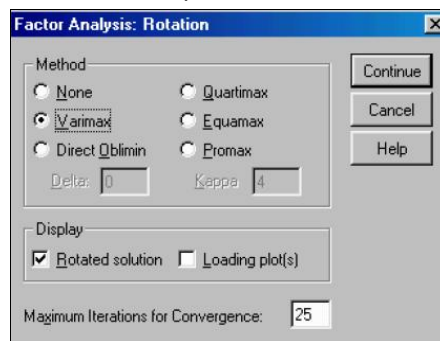 Factor Analysis: Rotation
Method
None
Quartimax
Varimax
Equamax
Direct Oblimin
Promax
Delta: 0
Kappa 4
Display
Rotated solution
Loading plot(s)
Maximum Iterations for Convergence: 25
Continue
Cancel
Help